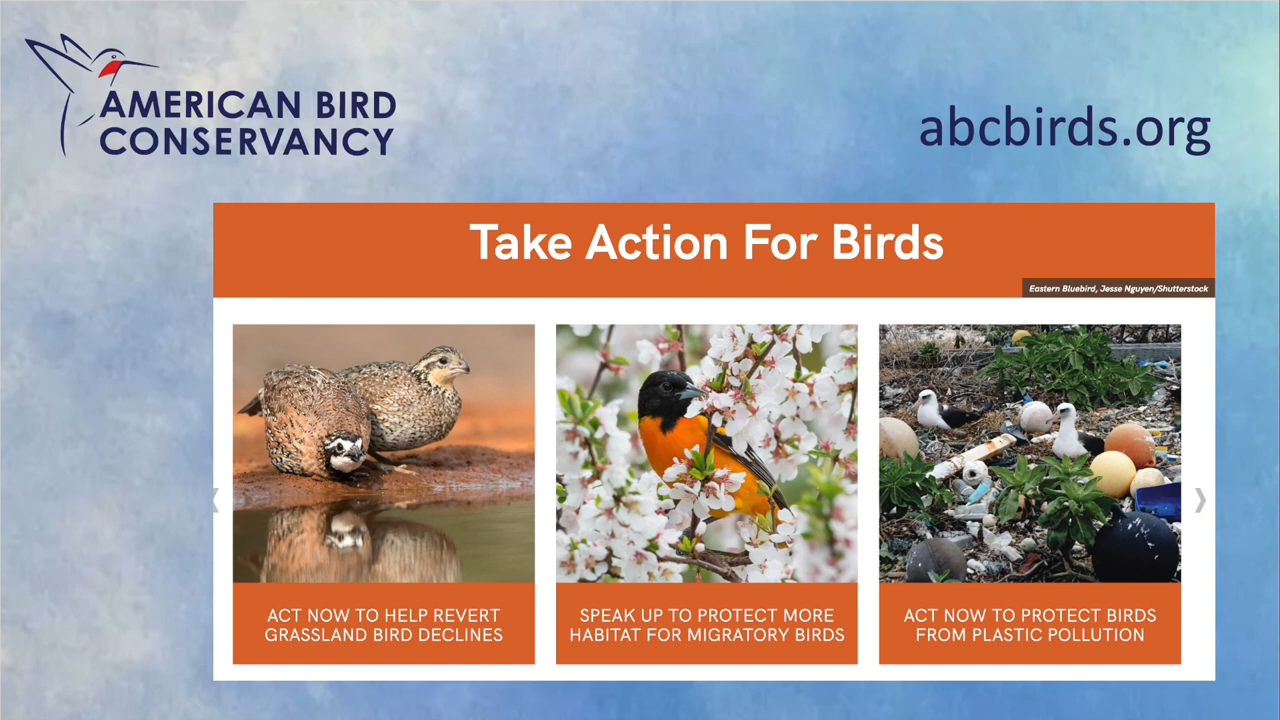 AMERICAN BIRD
CONSERVANCY
abcbirds.org
Take Action For Birds
Eastern Bluebird, Jesse Nguyen/Shutterstock
ACT NOW TO HELP REVERT
GRASSLAND BIRD DECLINES
SPEAK UP TO PROTECT MORE
HABITAT FOR MIGRATORY BIRDS
ACT NOW TO PROTECT BIRDS
FROM PLASTIC POLLUTION